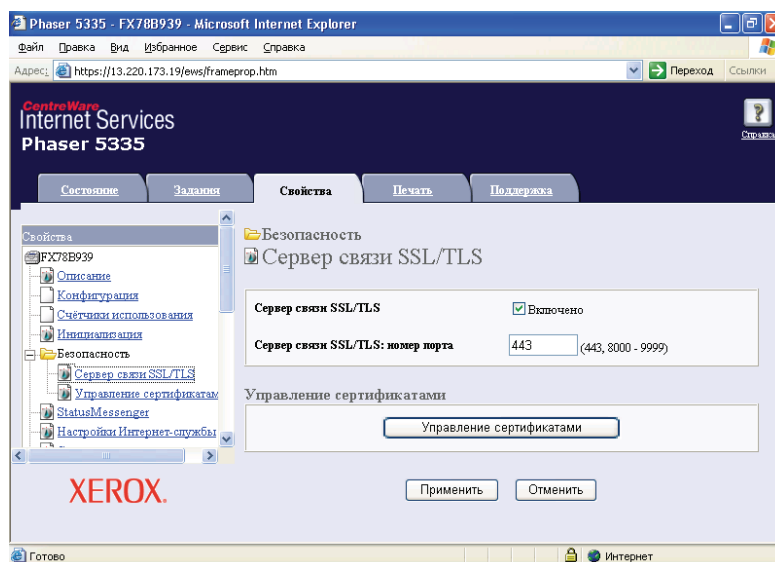 Phaser 5335 - FX78B939 - Microsoft Internet Explorer
Файл Правка Вид Избранное Сервис Справка
Адрес: https://13.220.173.19/ews/frameprop.htm Переход Ссылки
CentreWare
Internet Services
Phaser 5335
Справка
Состояние Задания Свойства Печать Поддержка
Свойства
FX78B939
Описание
Конфигурация
Счётчики использования
Инициализация
Безопасность
Сервер связи SSL/TLS
Управление сертификатам
StatusMessenger
Настройки Интернет-службы
Безопасность
Сервер связи SSL/TLS
Сервер связи SSL/TLS Включено
Сервер связи SSL/TLS: номер порта 443 (443, 8000 - 9999)
Управление сертификатами
Управление сертификатами
Применить Отменить
XEROX.
Готово Интернет